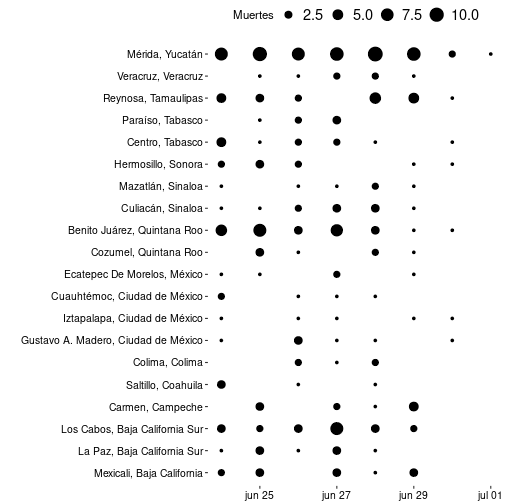 Muertes 2.5 5.0 7.5 10.0
Mérida, Yucatán
Veracruz, Veracruz
Reynosa, Tamaulipas
Paraíso, Tabasco
Centro, Tabasco
Hermosillo, Sonora
Mazatlán, Sinaloa
Culiacán, Sinaloa
Benito Juárez, Quintana Roo
Cozumel, Quintana Roo
Ecatepec De Morelos, México
Cuauhtémoc, Ciudad de México
Iztapalapa, Ciudad de México
Gustavo A. Madero, Ciudad de México
Colima, Colima
Saltillo, Coahuila
Carmen, Campeche
Los Cabos, Baja California Sur
La Paz, Baja California Sur
Mexicali, Baja California
jun 25 jun 27 jun 29 jul 01